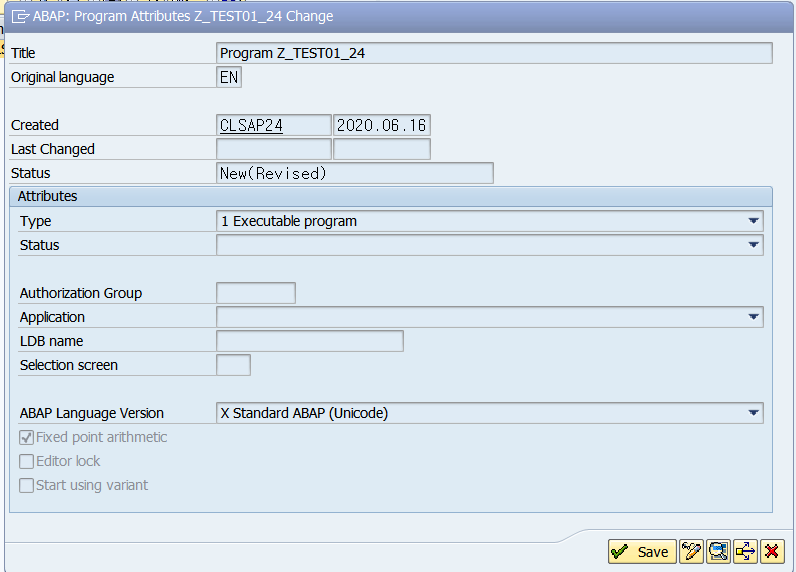 ABAP: Program Attributes Z_TEST01_24 Change
Title Program Z_TEST01_24
Original language EN
Created CLSAP24 2020.06.16
Last Changed
Status New(Revised)
Attributes
Type 1 Executable program
Status
Authorization Group
Application
LDB name
Selection screen
ABAP Language Version X Standard ABAP (Unicode)
Fixed point arithmetic
Editor lock
Start using variant
Save